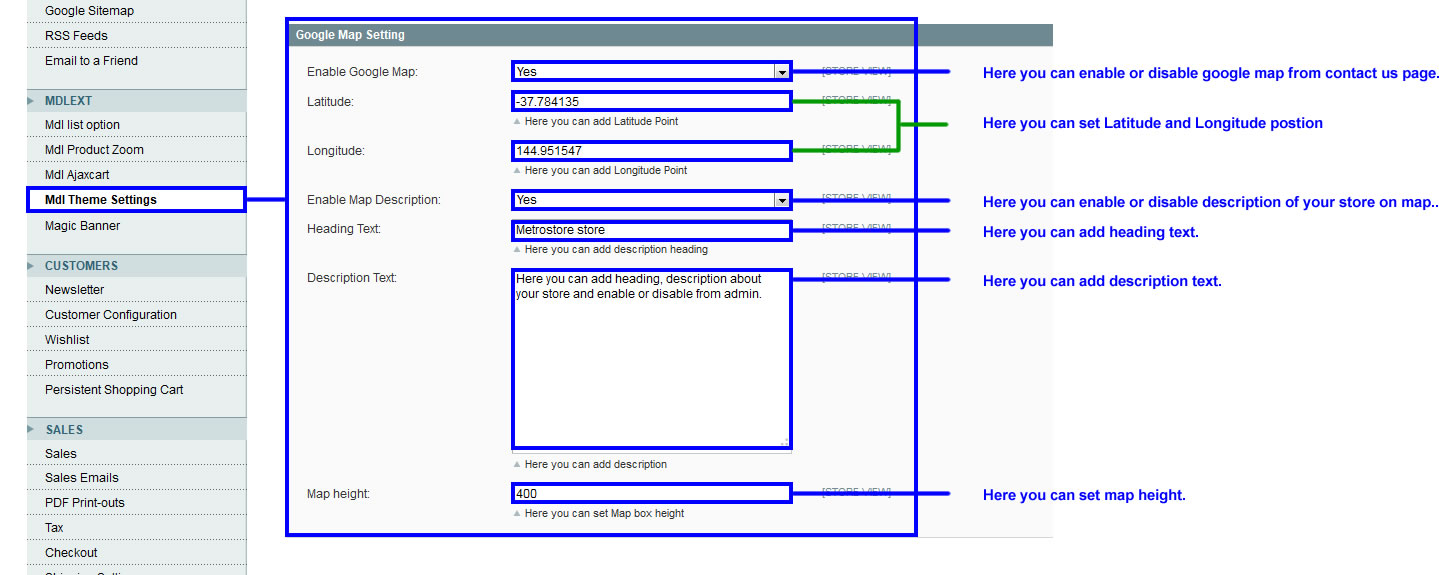 Google Sitemap
RSS Feeds
Email to a Friend
MDLEXT
Mdl list option
Mdl Product Zoom
Mdl Ajaxcart
Mdl Theme Settings
Magic Banner
CUSTOMERS
Newsletter
Customer Configuration
Wishlist
Promotions
Persistent Shopping Cart
SALES
Sales
Sales Emails
PDF Print-outs
Tax
Checkout
Google Map Setting
Enable Google Map: Yes [STORE VIEW] Here you can enable or disable google map from contact us page.
Latitude: -37.784135 [STORE VIEW]
Here you can add Latitude Point
Here you can set Latitude and Longitude postion
Longitude: 144.951547 [STORE VIEW]
Here you can add Longitude Point
Enable Map Description: Yes [STORE VIEW] Here you can enable or disable description of your store on map..
Heading Text: Metrostore store [STORE VIEW] Here you can add heading text.
Here you can add description heading
Description Text: Here you can add heading, description about [STORE VIEW] Here you can add description text.
your store and enable or disable from admin.
Here you can add description
Map height: 400 [STORE VIEW] Here you can set map height.
Here you can set Map box height